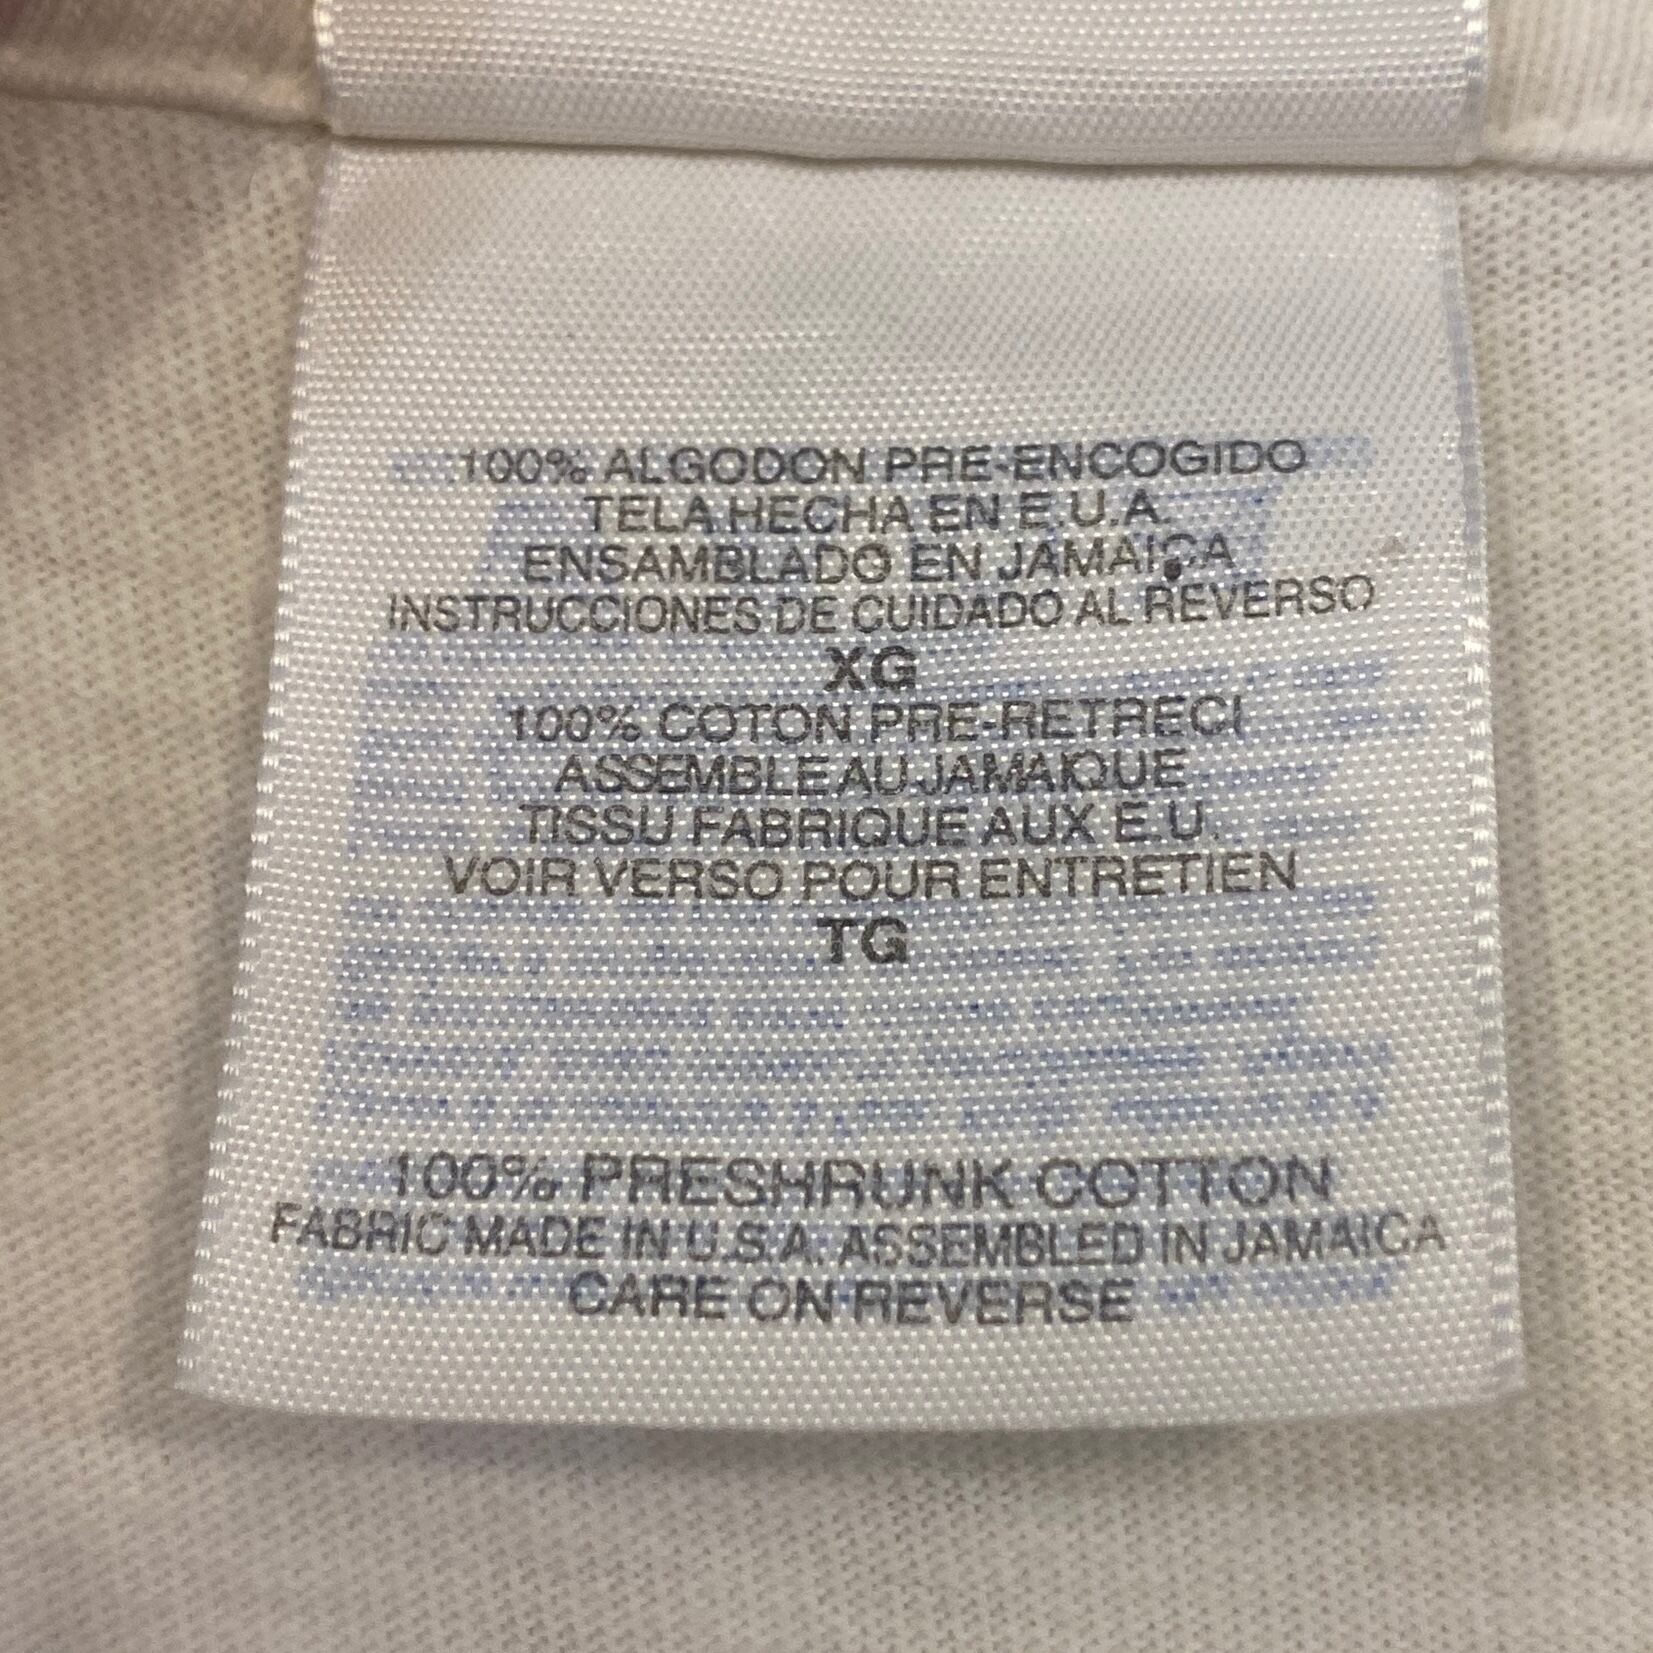 100% ALGODON PRE-ENCOGIDO
TELA HECHA EN E.U.A.
ENSAMBLADO EN JAMAICA
INSTRUCCIONES DE CUIDADO AL REVERSO
XG
100% COTON PRE-RETRECI
ASSEMBLE AU JAMAIQUE
TISSU FABRIQUE AUX E.U.
VOIR VERSO POUR ENTRETIEN
TG
100% PRESHRUNK COTTON
FABRIC MADE IN U.S.A. ASSEMBLED IN JAMAICA
CARE ON REVERSE